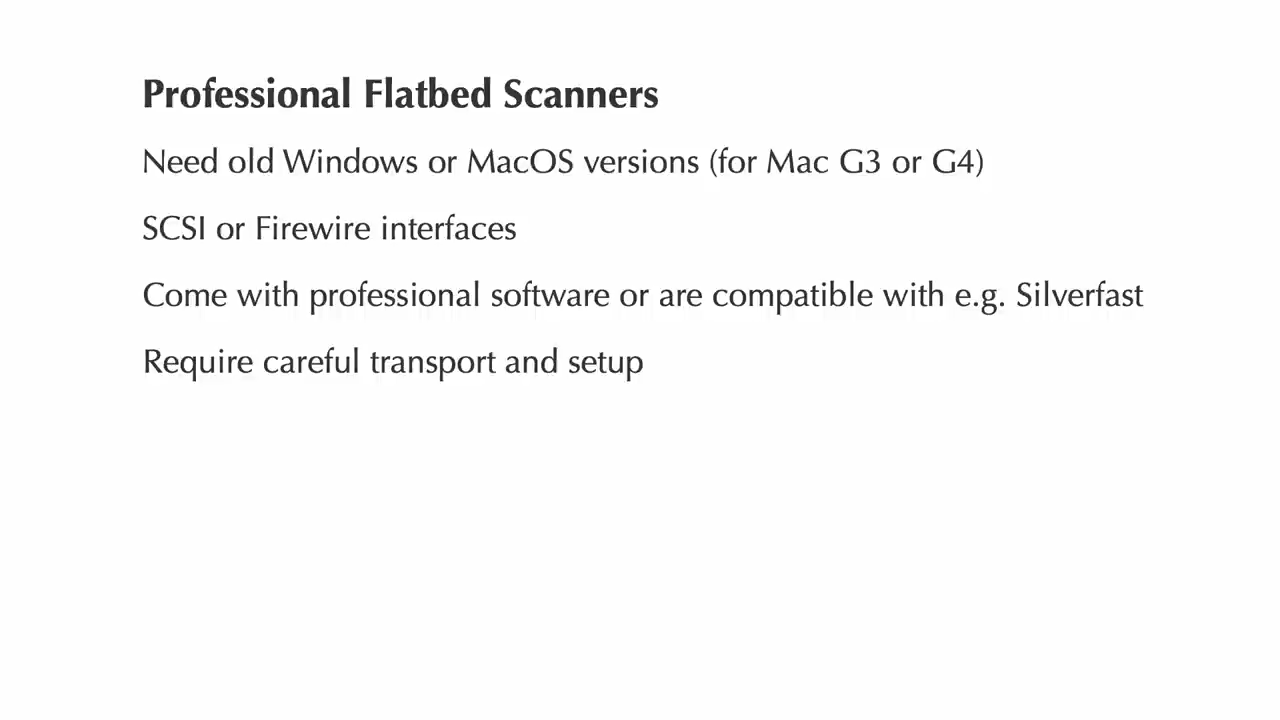 Professional Flatbed Scanners
Need old Windows or MacOS versions (for Mac G3 or G4)
SCSI or Firewire interfaces
Come with professional software or are compatible with e.g. Silverfast
Require careful transport and setup